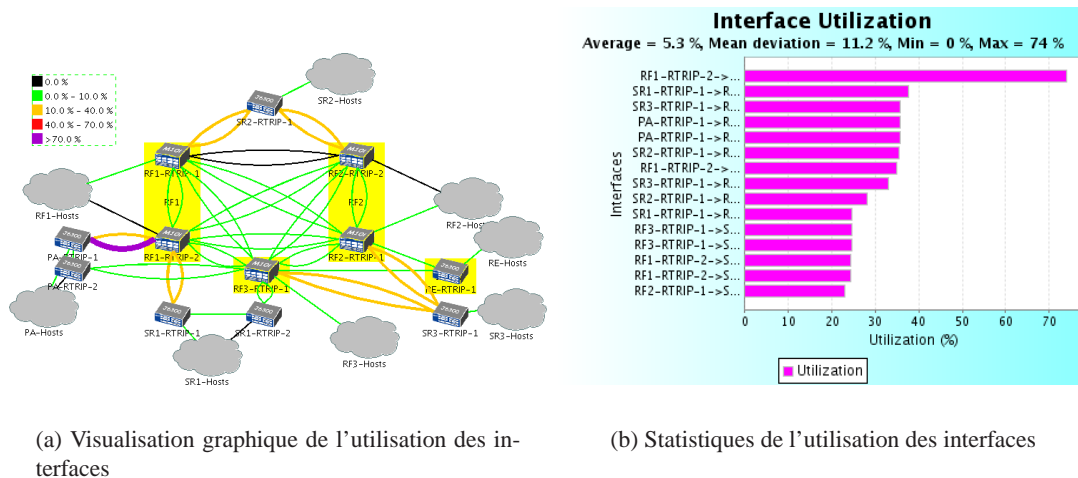 0.0 %
0.0 % - 10.0 %
10.0 % - 40.0 %
40.0 % - 70.0 %
>70.0 %
SR2-Hosts
SR2-RTRIP-1
RF1-RTRIP-1
RF2-RTRIP-2
RF1-Hosts
RF1
RF2
RF2-Hosts
PA-RTRIP-1
RF1-RTRIP-2
RF2-RTRIP-1
RE-Hosts
PA-RTRIP-2
RF3-RTRIP-1
RE-RTRIP-1
PA-Hosts
SR1-RTRIP-1
SR1-RTRIP-2
SR3-RTRIP-1
SR3-Hosts
RF3-Hosts
SR1-Hosts
(a) Visualisation graphique de l'utilisation des in-
terfaces
Interface Utilization
Average = 5.3 %, Mean deviation = 11.2 %, Min = 0 %, Max = 74 %
Interfaces
RF1-RTRIP-2->...
SR1-RTRIP-1->R...
SR3-RTRIP-1->R...
PA-RTRIP-1->R...
PA-RTRIP-1->R...
SR2-RTRIP-1->R...
RF1-RTRIP-2->...
SR3-RTRIP-1->R...
SR2-RTRIP-1->R...
SR1-RTRIP-1->R...
RF3-RTRIP-1->S...
RF3-RTRIP-1->S...
RF1-RTRIP-2->S...
RF1-RTRIP-2->S...
RF2-RTRIP-1->S...
0 10 20 30 40 50 60 70
Utilization (%)
Utilization
(b) Statistiques de l'utilisation des interfaces